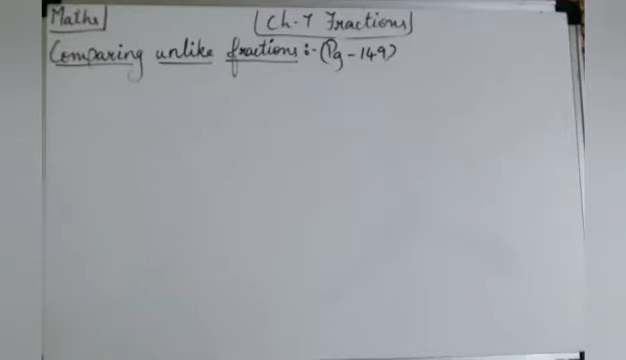 Maths
Ch-7 Fractions
Comparing unlike fractions :- (Pg - 149)